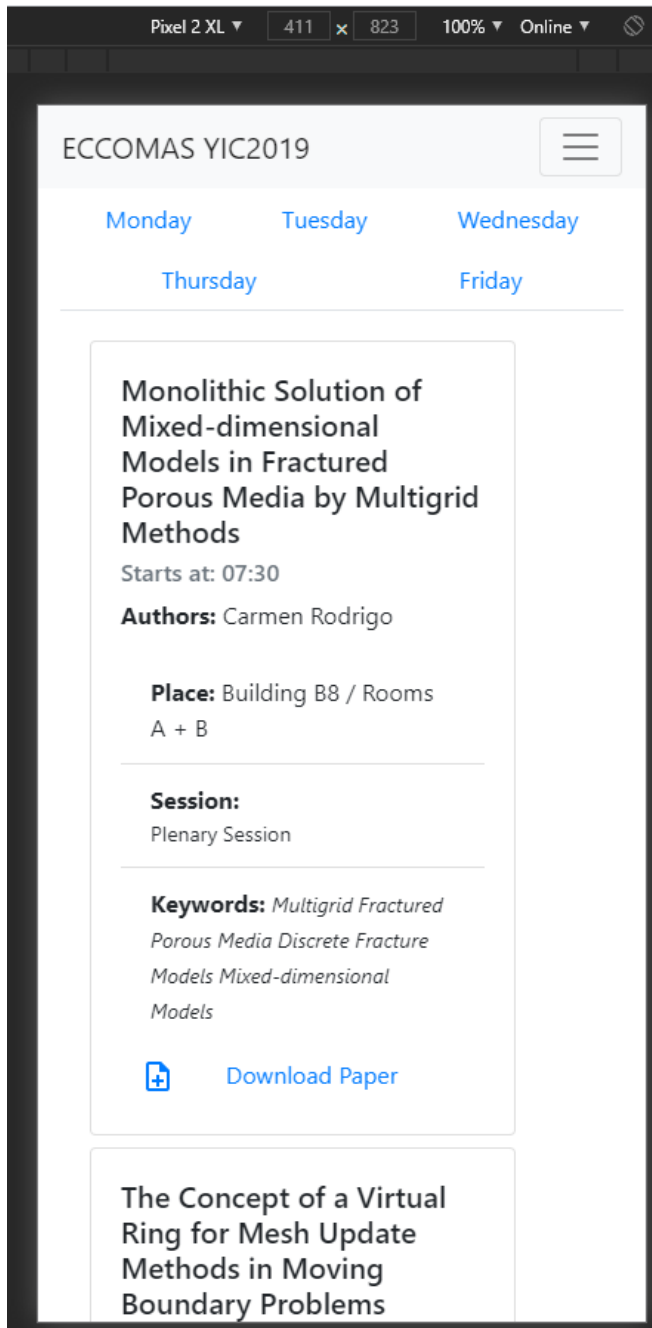 Pixel 2 XL ▼ 411 x 823 100% ▼ Online ▼
ECCOMAS YIC2019
Monday Tuesday Wednesday
Thursday Friday
Monolithic Solution of
Mixed-dimensional
Models in Fractured
Porous Media by Multigrid
Methods
Starts at: 07:30
Authors: Carmen Rodrigo
Place: Building B8 / Rooms
A + B
Session:
Plenary Session
Keywords: Multigrid Fractured
Porous Media Discrete Fracture
Models Mixed-dimensional
Models
Download Paper
The Concept of a Virtual
Ring for Mesh Update
Methods in Moving
Boundary Problems